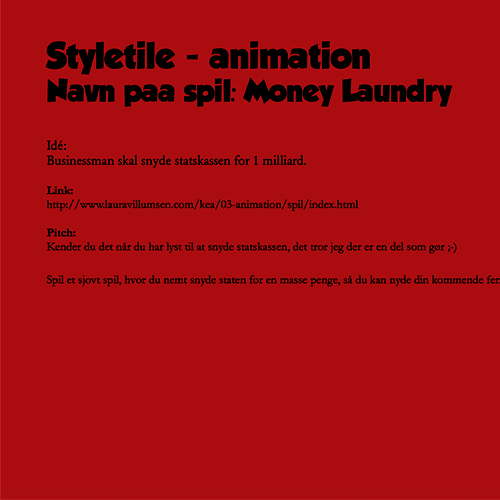 Styletile - animation
Navn paa spil: Money Laundry
Idé:
Businessman skal snyde statskassen for 1 milliard.
Link:
http://www.lauravillumsen.com/kea/03-animation/spil/index.html
Pitch:
Kender du det når du har lyst til at snyde statskassen, det tror jeg der er en del som gør ;-)
Spil et sjovt spil, hvor du nemt snyde staten for en masse penge, så du kan nyde din kommende